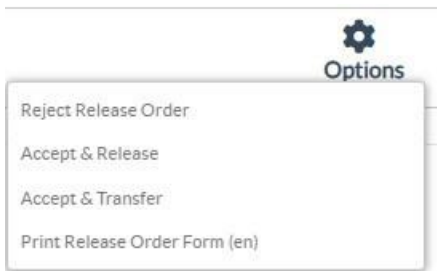 Options
Reject Release Order
Accept & Release
Accept & Transfer
Print Release Order Form (en)